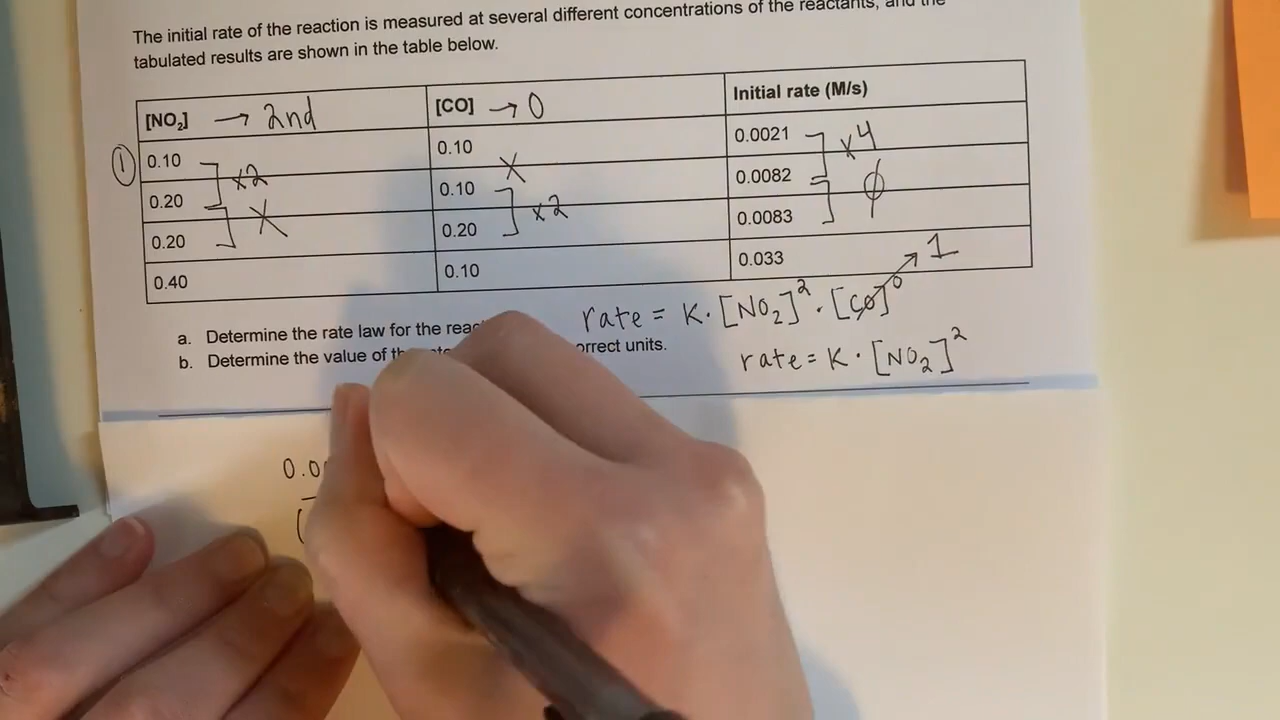 The initial rate of the reaction is measured at several different concentrations of the reactants, and the
tabulated results are shown in the table below.
[NO₂] → 2nd [CO] → 0 Initial rate (M/s)
① 0.10 0.10 0.0021
x2 X x4
0.20 0.10 0.0082
X x2 ϕ
0.20 0.20 0.0083
0.40 0.10 0.033
1
rate = K · [NO₂]² · [CO]⁰
a. Determine the rate law for the
b. Determine the value of orrect units.
rate = K · [NO₂]²
0.0
(